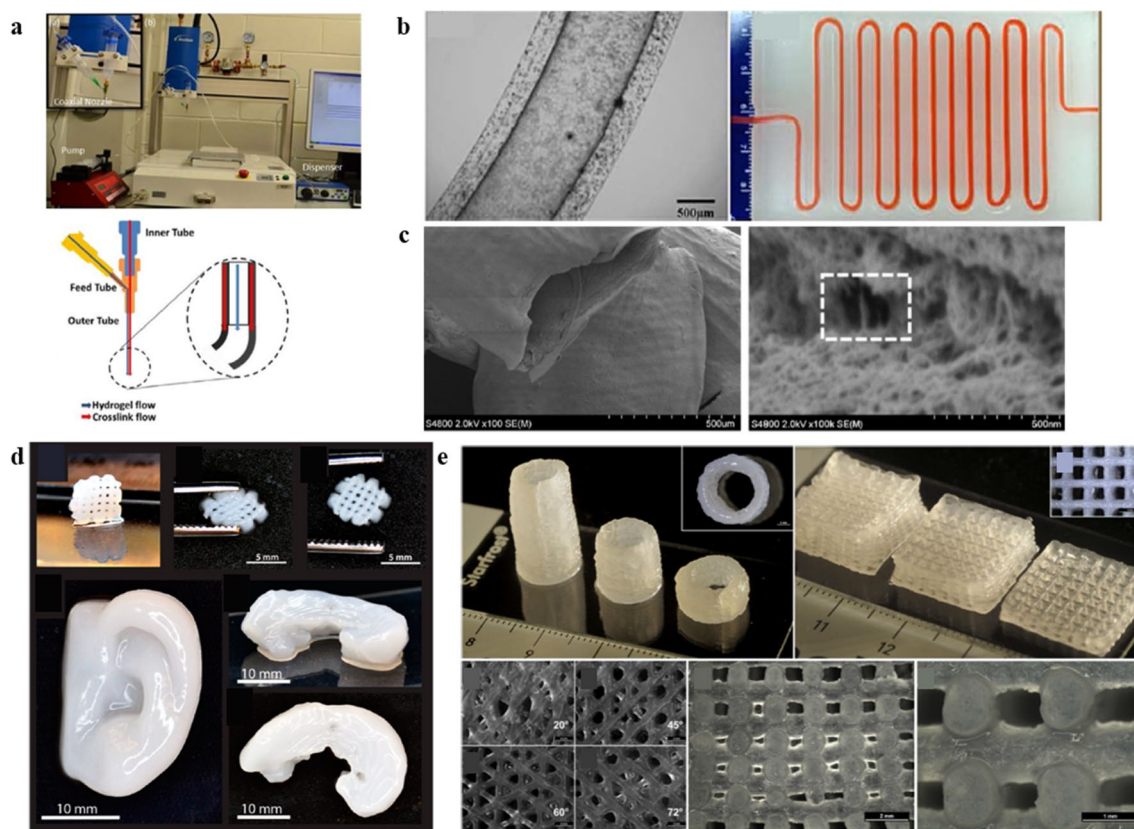 a
(a)
(b)
Coaxial Nozzle
Pump
Dispenser
Inner Tube
Feed Tube
Outer Tube
Hydrogel flow
Crosslink flow
b
500µm
c
S4800 2.0kV x100 SE(M)
500um
S4800 2.0kV x100k SE(M)
500nm
d
5 mm
5 mm
10 mm
10 mm
10 mm
e
Starfrost®
8
9
11
12
20°
45°
60°
72°
2 mm
1 mm